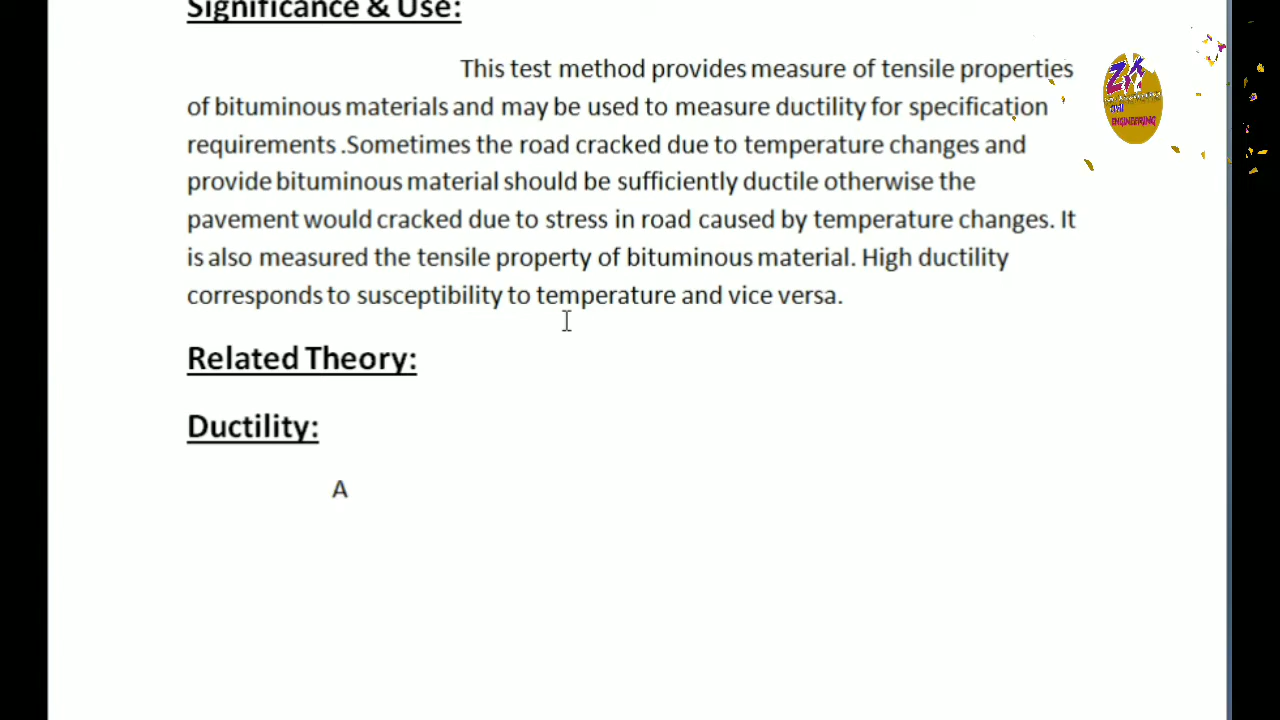 Significance & Use:
This test method provides measure of tensile properties
of bituminous materials and may be used to measure ductility for specification
requirements .Sometimes the road cracked due to temperature changes and
provide bituminous material should be sufficiently ductile otherwise the
pavement would cracked due to stress in road caused by temperature changes. It
is also measured the tensile property of bituminous material. High ductility
corresponds to susceptibility to temperature and vice versa.
Related Theory:
Ductility:
A
ZK
ENGINEERING